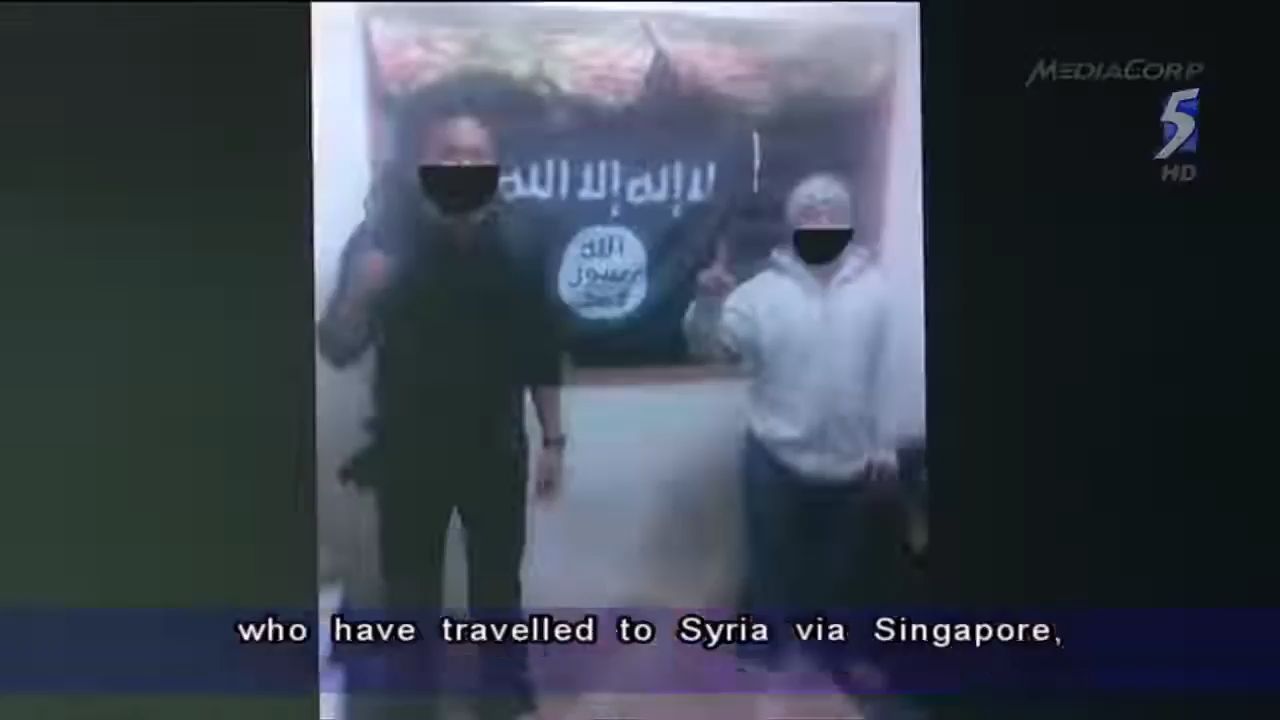 MEDIACORP
5
HD
لا إله إلا الله
الله
رسول
محمد
who have travelled to Syria via Singapore,